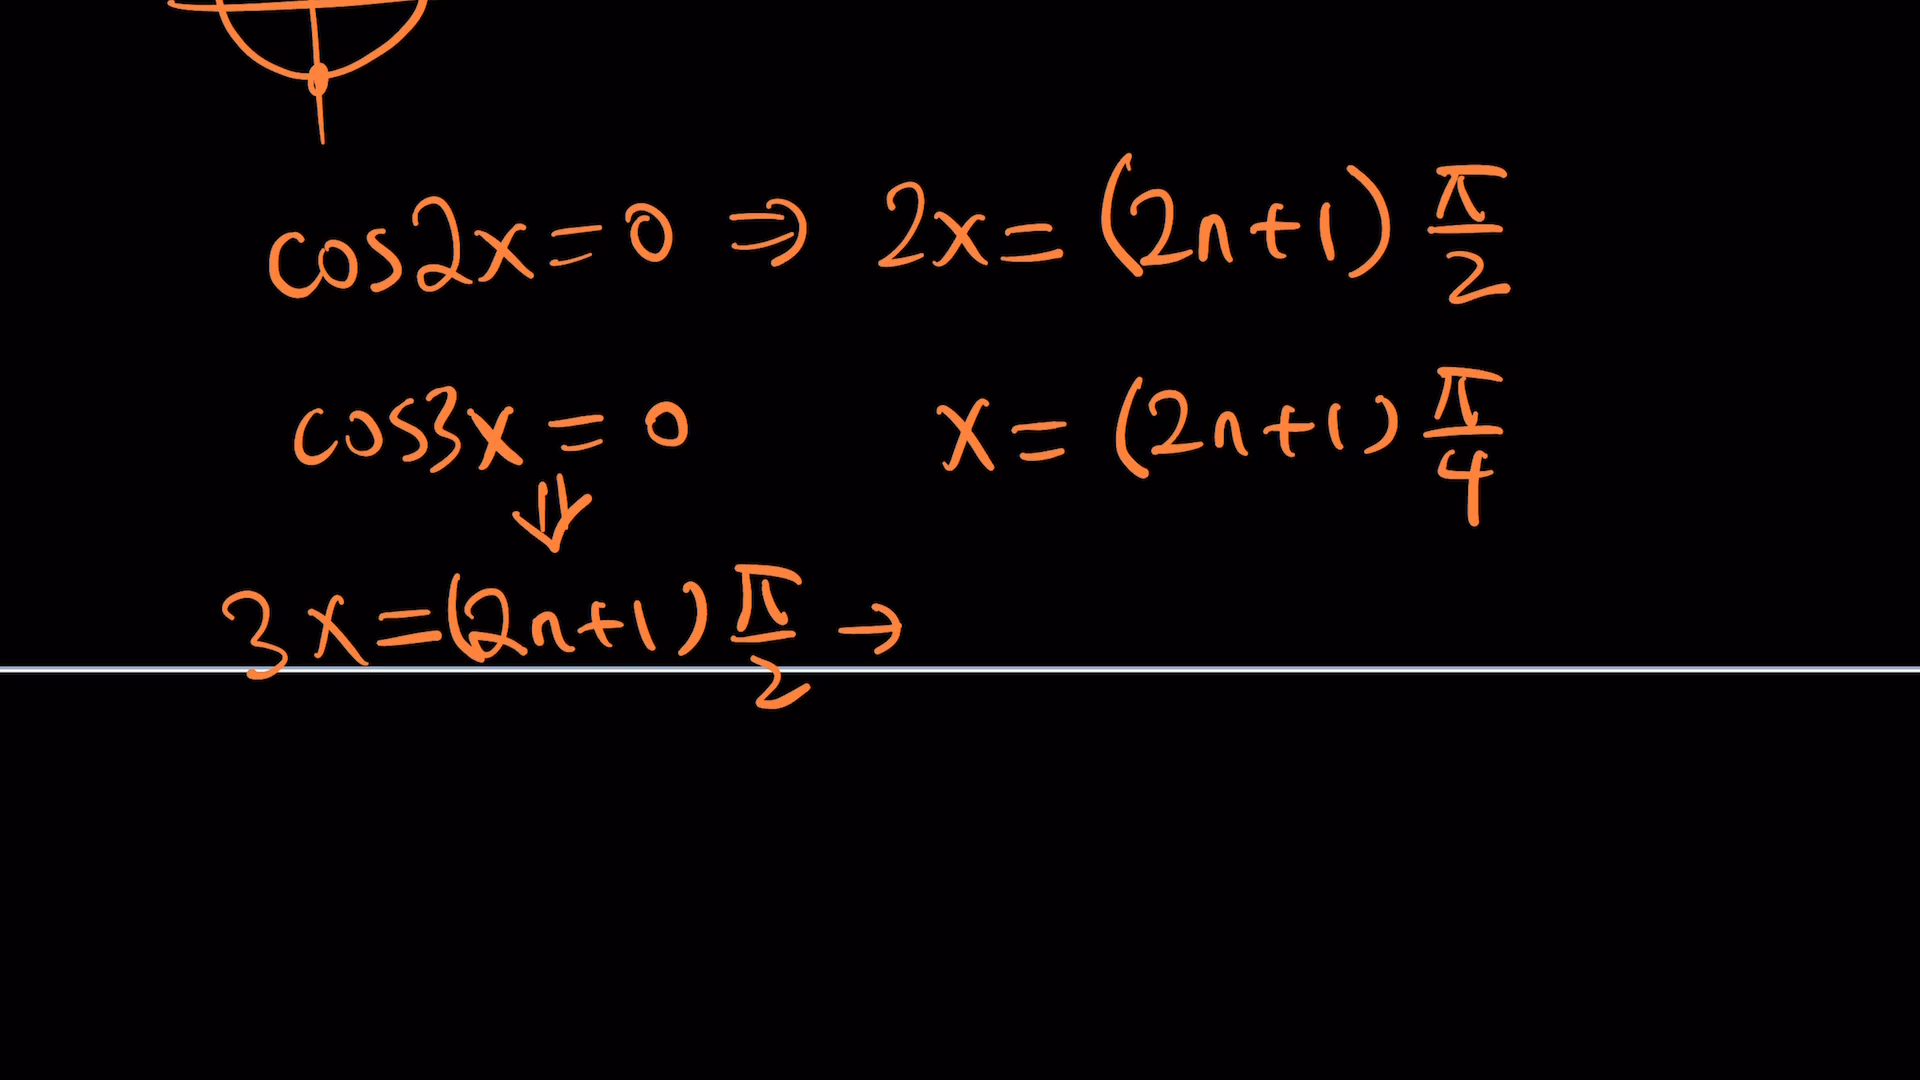 cos2x=0 ⇒ 2x=(2n+1) π/2
cos3x=0 x=(2n+1) π/4
⇓
3x=(2n+1) π/2 →